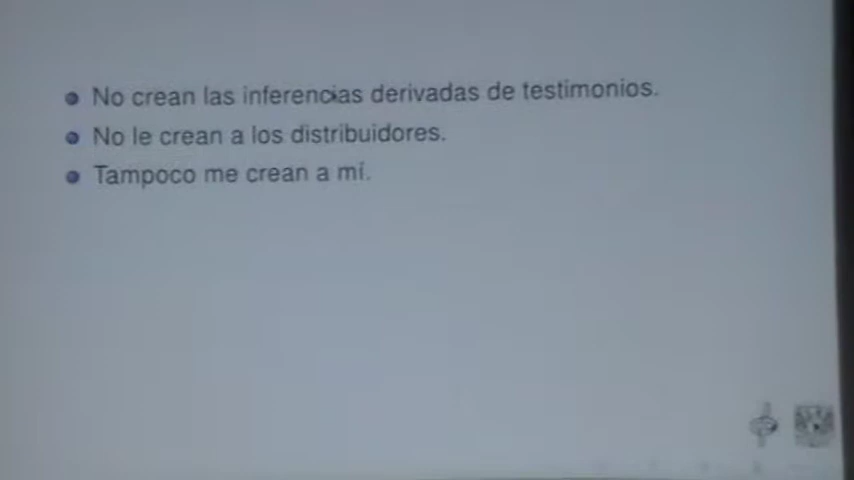 No crean las inferencias derivadas de testimonios.
No le crean a los distribuidores.
Tampoco me crean a mí.